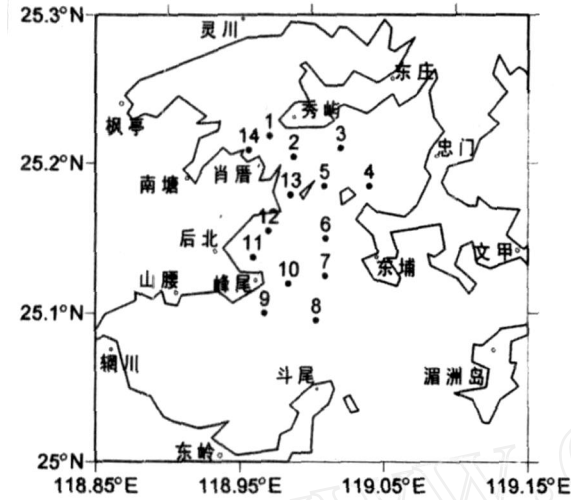 25.3°N
灵川
东庄
枫亭
秀屿
1
2
3
14
忠门
25.2°N
南塘
肖厝
13
5
4
12
后北
11
6
文甲
山腰
峰尾
10
7
东埔
25.1°N
9
8
辋川
斗尾
湄洲岛
东岭
25°N
118.85°E
118.95°E
119.05°E
119.15°E